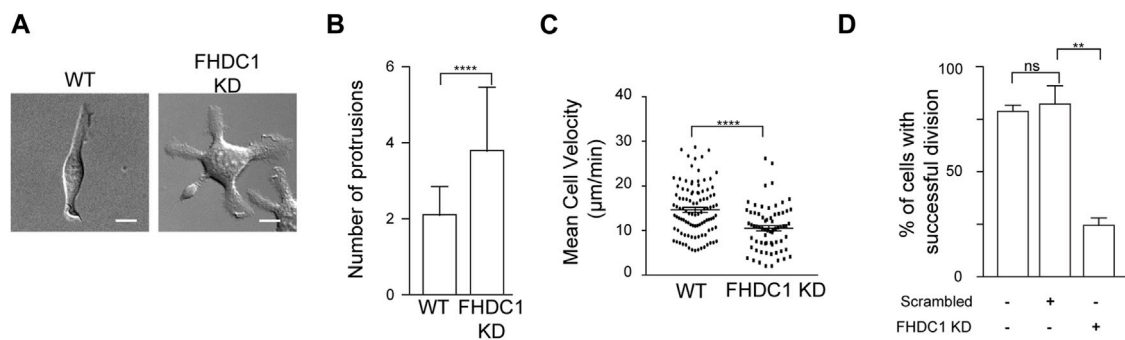 A
WT
FHDC1
KD
B
Number of protrusions
6
4
2
0
****
WT
FHDC1
KD
C
Mean Cell Velocity
(µm/min)
40
30
20
10
0
****
WT
FHDC1 KD
D
% of cells with
successful division
100
50
0
ns
**
Scrambled - + -
FHDC1 KD - - +